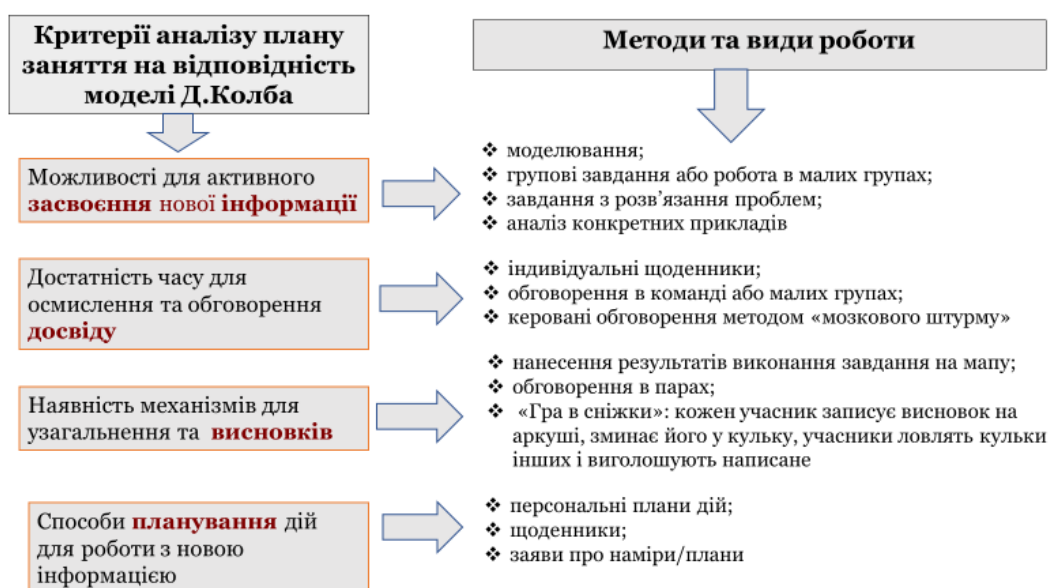 Критерії аналізу плану
заняття на відповідність
моделі Д.Колба
Методи та види роботи
Можливості для активного
засвоєння нової інформації
❖ моделювання;
❖ групові завдання або робота в малих групах;
❖ завдання з розв’язання проблем;
❖ аналіз конкретних прикладів
Достатність часу для
осмислення та обговорення
досвіду
❖ індивідуальні щоденники;
❖ обговорення в команді або малих групах;
❖ керовані обговорення методом «мозкового штурму»
Наявність механізмів для
узагальнення та висновків
❖ нанесення результатів виконання завдання на мапу;
❖ обговорення в парах;
❖ «Гра в сніжки»: кожен учасник записує висновок на
аркуші, зминає його у кульку, учасники ловлять кульки
інших і виголошують написане
Способи планування дій
для роботи з новою
інформацією
❖ персональні плани дій;
❖ щоденники;
❖ заяви про наміри/плани